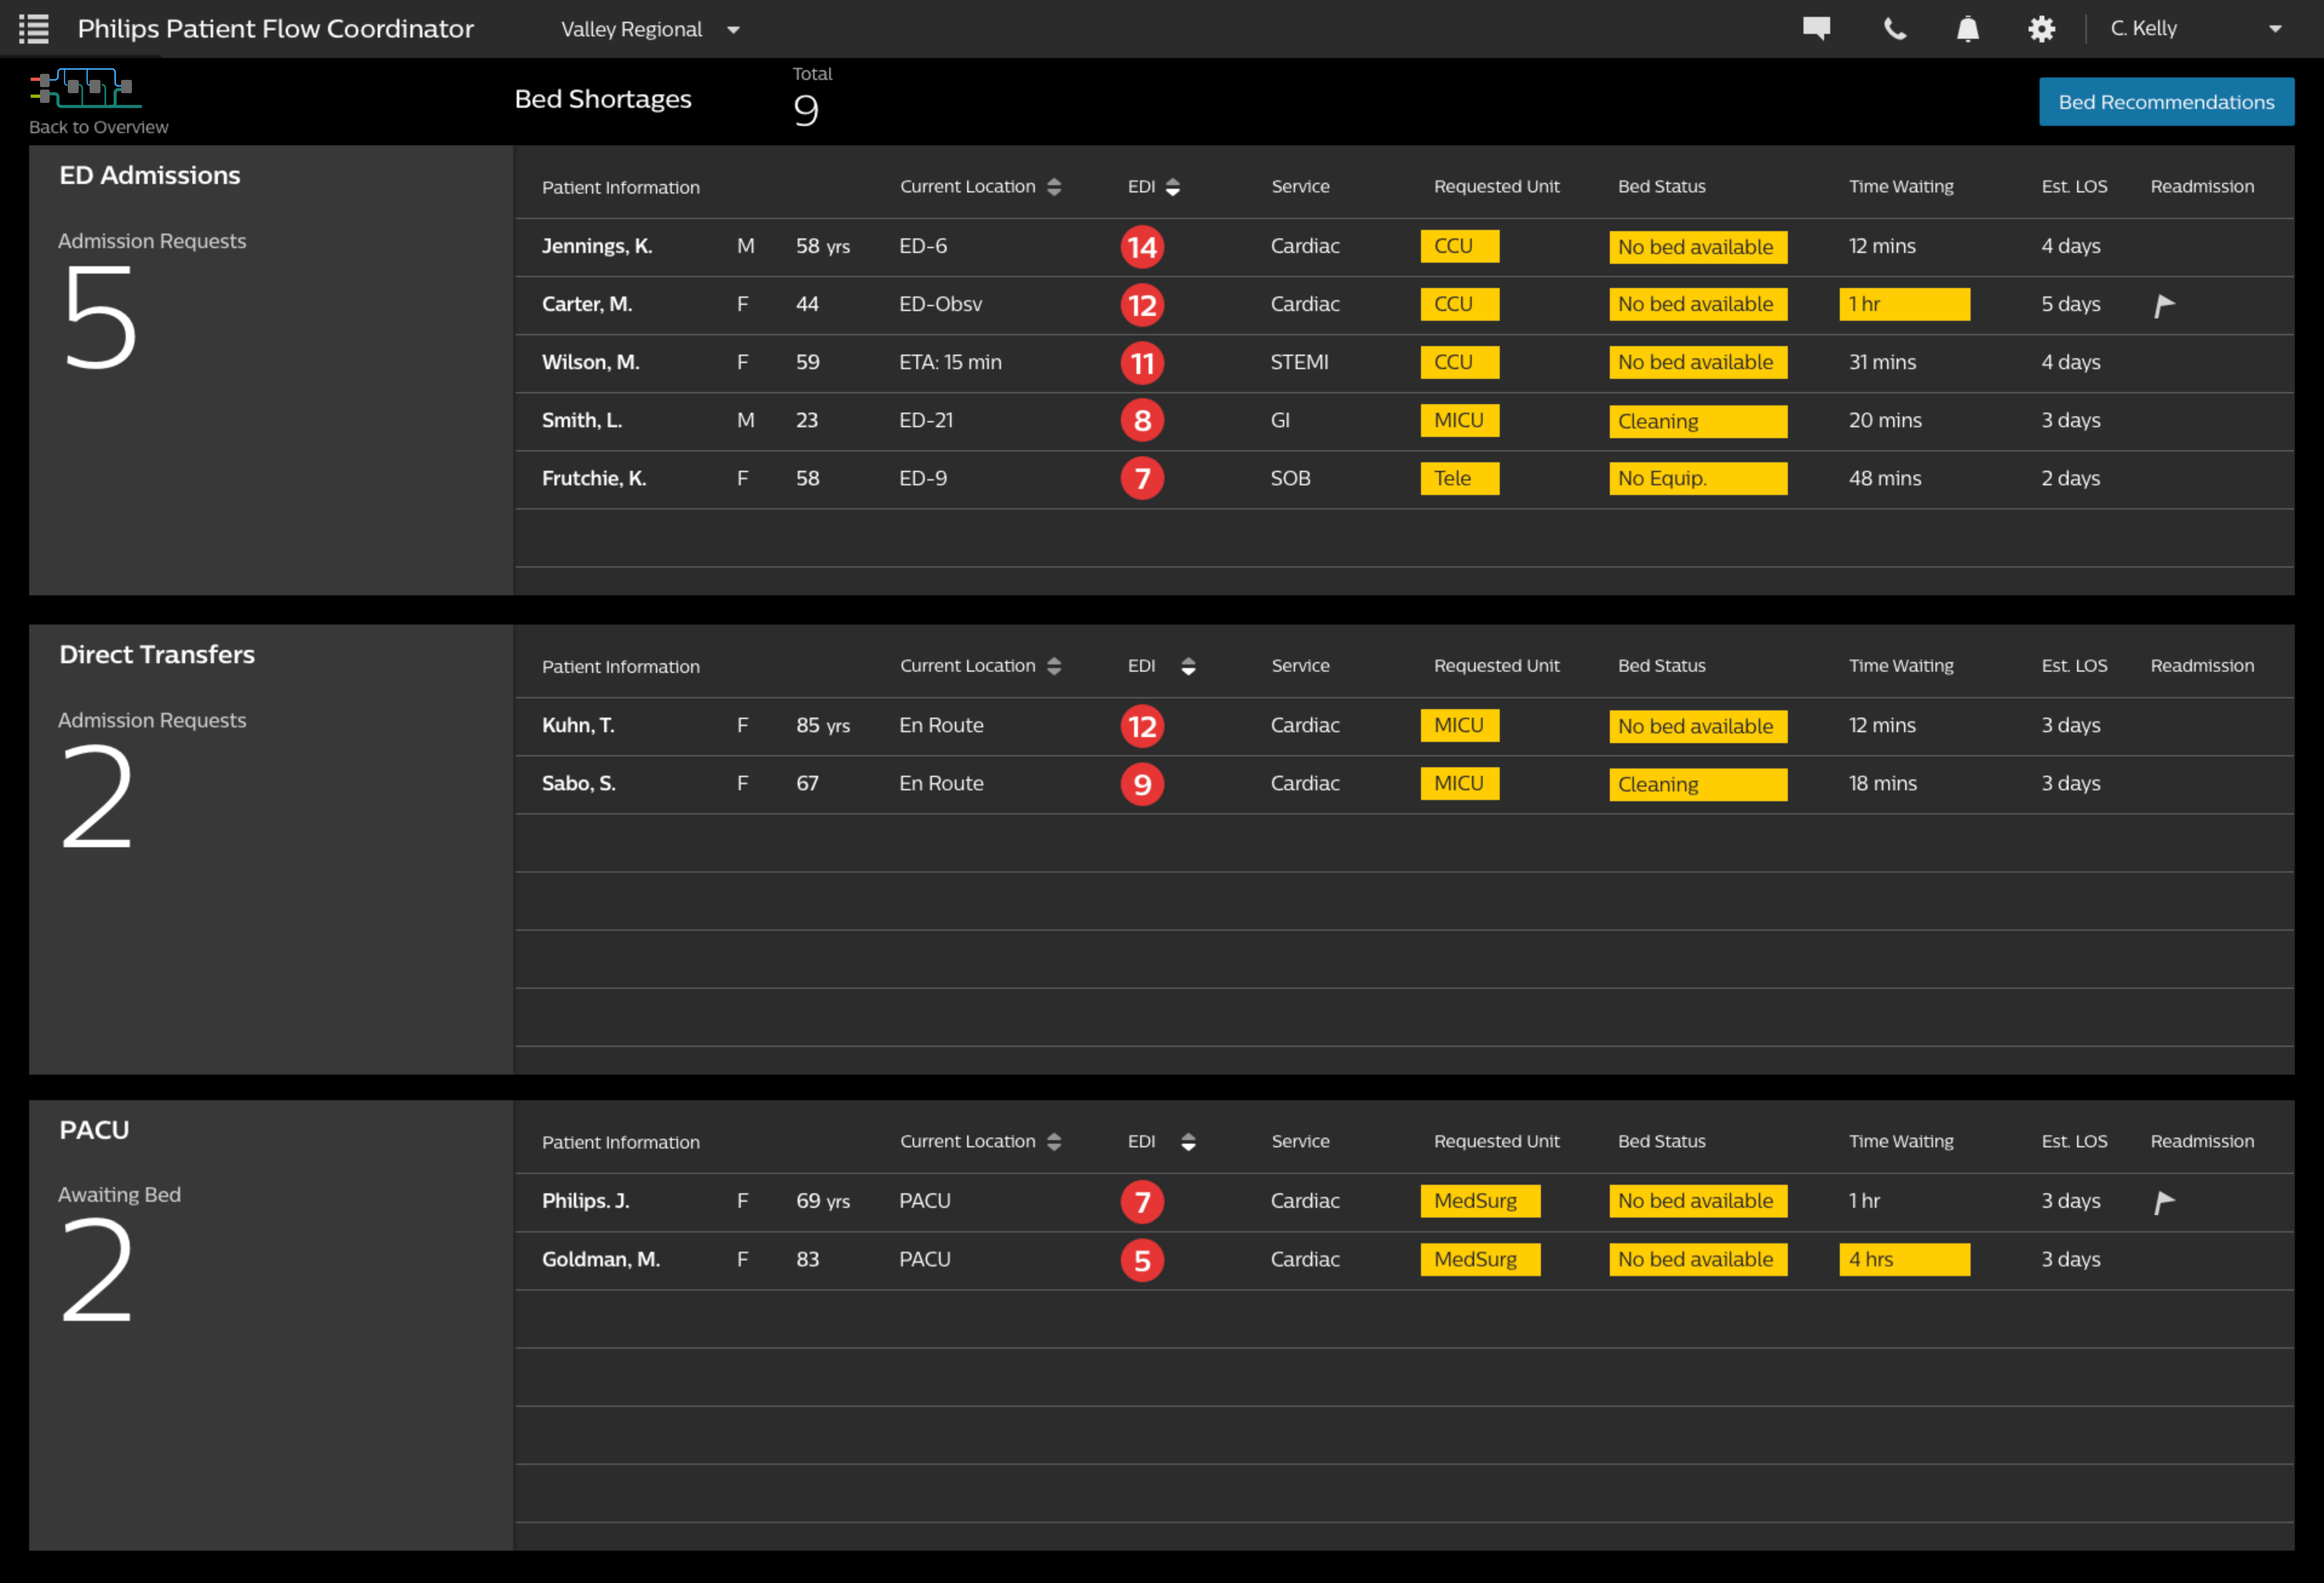 Philips Patient Flow Coordinator Valley Regional C. Kelly
Back to Overview
Bed Shortages
Total
9
Bed Recommendations
ED Admissions
Admission Requests
5
Patient Information Current Location EDI Service Requested Unit Bed Status Time Waiting Est. LOS Readmission
Jennings, K. M 58 yrs ED-6 14 Cardiac CCU No bed available 12 mins 4 days
Carter, M. F 44 ED-Obsv 12 Cardiac CCU No bed available 1 hr 5 days
Wilson, M. F 59 ETA: 15 min 11 STEMI CCU No bed available 31 mins 4 days
Smith, L. M 23 ED-21 8 GI MICU Cleaning 20 mins 3 days
Frutchie, K. F 58 ED-9 7 SOB Tele No Equip. 48 mins 2 days
Direct Transfers
Admission Requests
2
Patient Information Current Location EDI Service Requested Unit Bed Status Time Waiting Est. LOS Readmission
Kuhn, T. F 85 yrs En Route 12 Cardiac MICU No bed available 12 mins 3 days
Sabo, S. F 67 En Route 9 Cardiac MICU Cleaning 18 mins 3 days
PACU
Awaiting Bed
2
Patient Information Current Location EDI Service Requested Unit Bed Status Time Waiting Est. LOS Readmission
Philips. J. F 69 yrs PACU 7 Cardiac MedSurg No bed available 1 hr 3 days
Goldman, M. F 83 PACU 5 Cardiac MedSurg No bed available 4 hrs 3 days